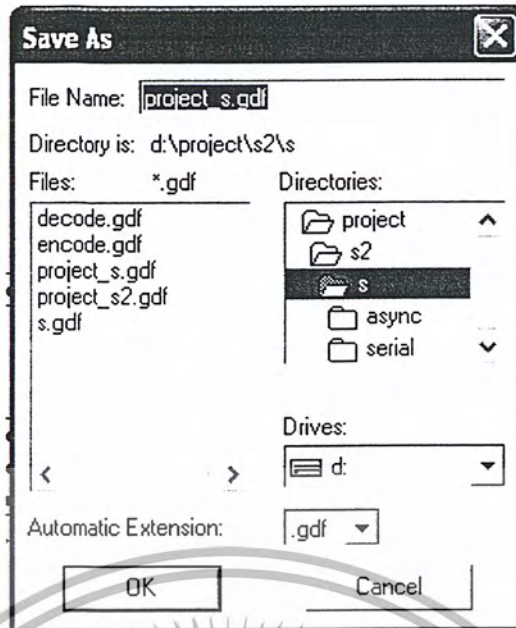 Save As
File Name: project_s.gdf
Directory is: d:\project\s2\s
Files: *.gdf
Directories:
decode.gdf
encode.gdf
project_s.gdf
project_s2.gdf
s.gdf
project
s2
s
async
serial
Drives:
d:
Automatic Extension: .gdf
OK
Cancel